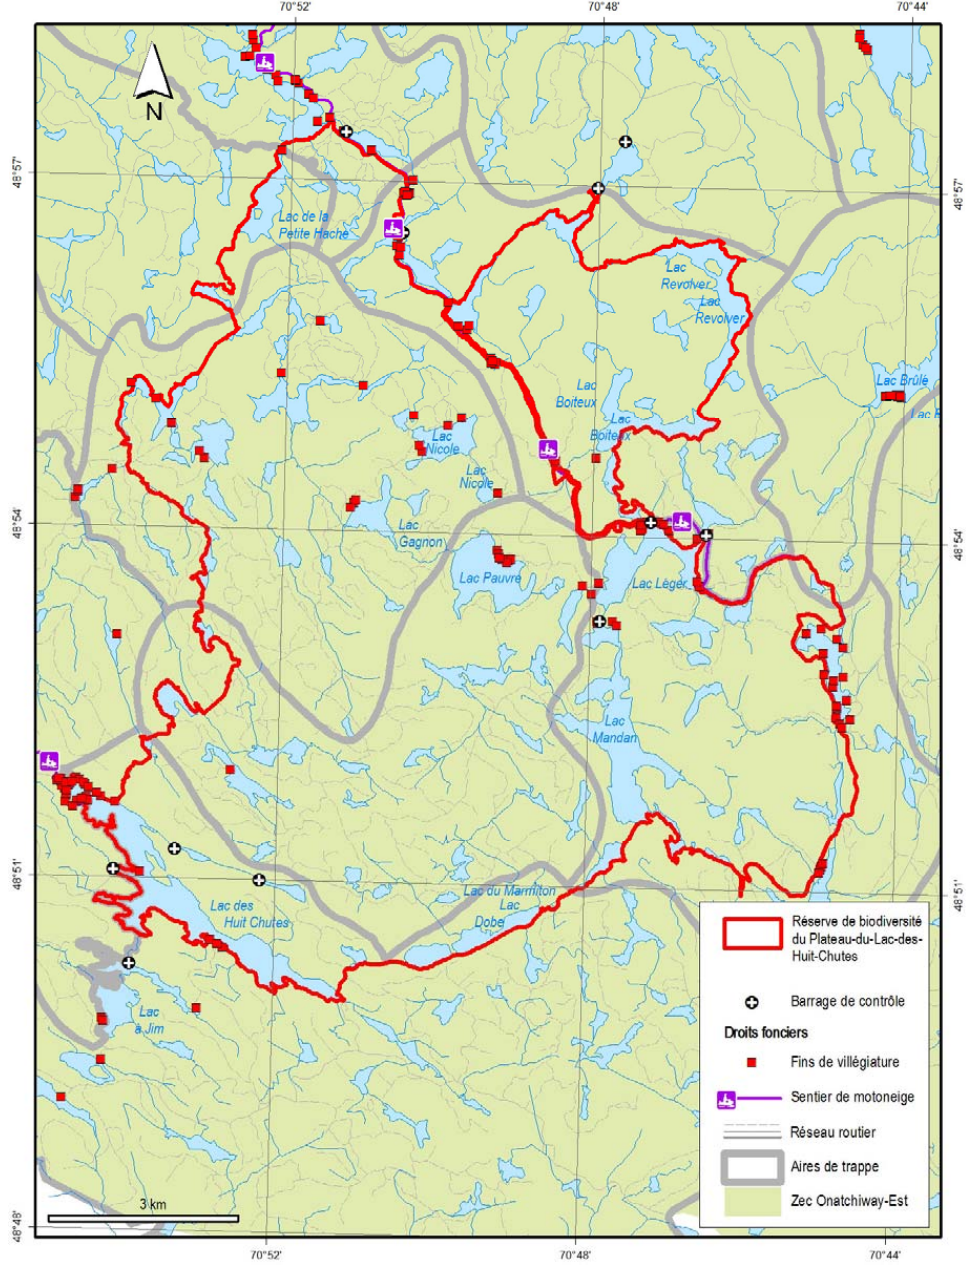 70°52'
70°48'
70°44'
N
48°57'
48°57'
Lac de la
Petite Hache
Lac
Revolver
Lac
Revolver
Lac
Boiteux
Lac
Boiteux
Lac Brûlé
Lac
Nicole
Lac
Nicole
48°54'
48°54'
Lac
Gagnon
Lac Pauvre
Lac Léger
Lac
Mandan
48°51'
48°51'
Lac du Marmiton
Lac
Dobe
Lac des
Huit Chutes
Lac
à Jim
Réserve de biodiversité
du Plateau-du-Lac-des-
Huit-Chutes
Barrage de contrôle
Droits fonciers
Fins de villégiature
Sentier de motoneige
Réseau routier
Aires de trappe
Zec Onatchiway-Est
3 km
48°48'
70°52'
70°48'
70°44'